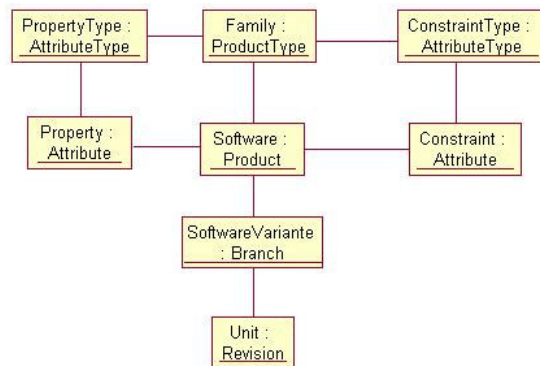 PropertyType :
AttributeType
Family :
ProductType
ConstraintType :
AttributeType
Property :
Attribute
Software :
Product
Constraint :
Attribute
SoftwareVariante
: Branch
Unit :
Revision